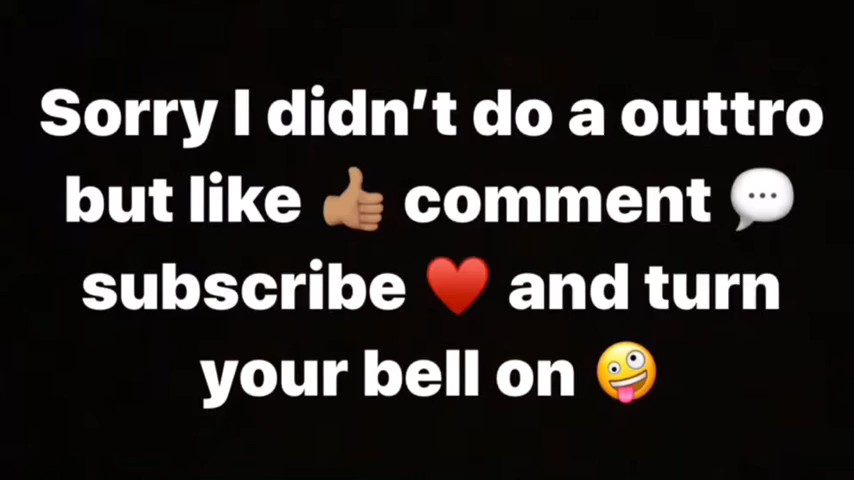 Sorry I didn’t do a outtro
but like 👍🏽 comment 💬
subscribe ❤️ and turn
your bell on 🤪